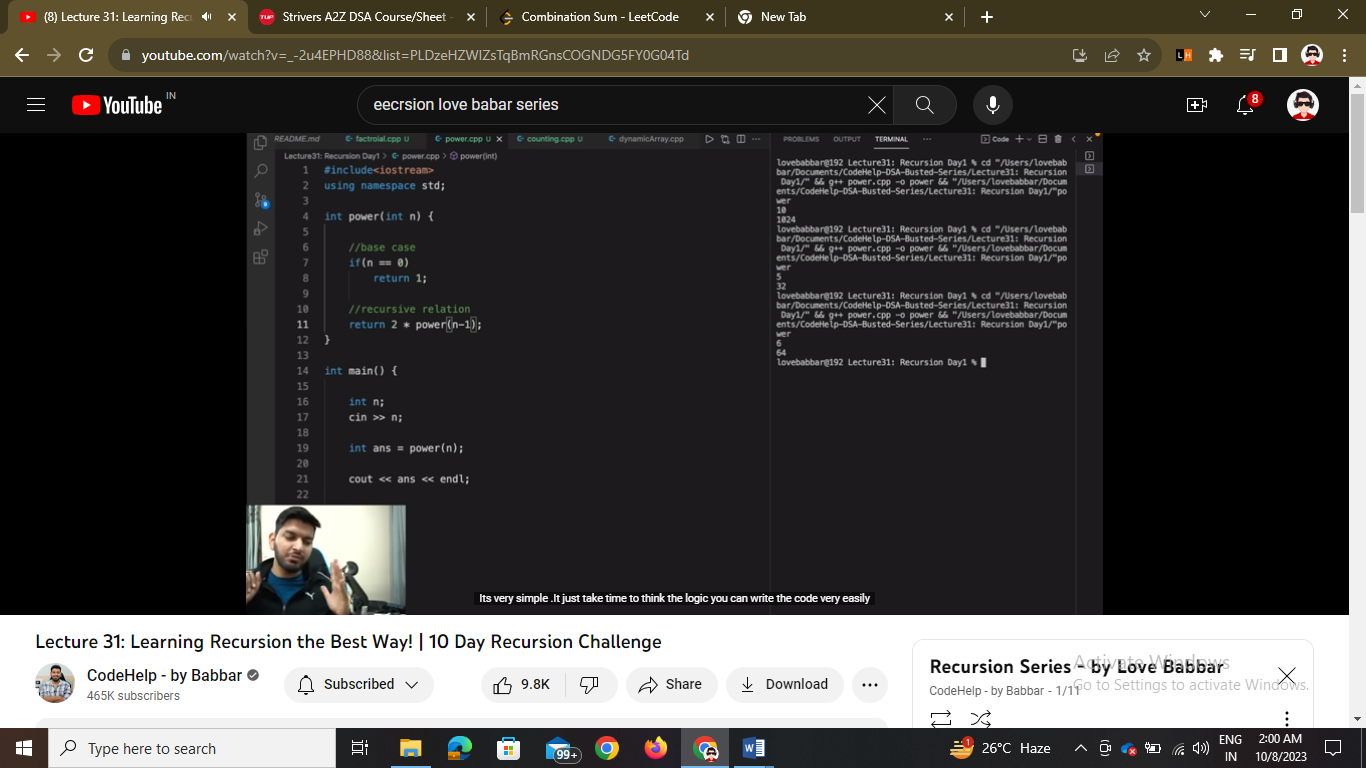 (8) Lecture 31: Learning Rec
Strivers A2Z DSA Course/Sheet -
Combination Sum - LeetCode
New Tab
youtube.com/watch?v=_-2u4EPHD88&list=PLDzeHZWIZsTqBmRGnsCOGNDG5FY0G04Td
YouTube IN
eecrsion love babar series
8
README.md factroial.cpp U power.cpp U counting.cpp U dynamicArray.cpp
PROBLEMS OUTPUT TERMINAL ··· Code
Lecture31: Recursion Day1 > power.cpp > power(int)
1 #include<iostream>
2 using namespace std;
3
4 int power(int n) {
5
6 //base case
7 if(n == 0)
8 return 1;
9
10 //recursive relation
11 return 2 * power(n-1);
12 }
13
14 int main() {
15
16 int n;
17 cin >> n;
18
19 int ans = power(n);
20
21 cout << ans << endl;
22
lovebabbar@192 Lecture31: Recursion Day1 % cd "/Users/lovebab
bar/Documents/CodeHelp-DSA-Busted-Series/Lecture31: Recursion
Day1/" && g++ power.cpp -o power && "/Users/lovebabbar/Docum
ents/CodeHelp-DSA-Busted-Series/Lecture31: Recursion Day1/"po
wer
10
1024
lovebabbar@192 Lecture31: Recursion Day1 % cd "/Users/lovebab
bar/Documents/CodeHelp-DSA-Busted-Series/Lecture31: Recursion
Day1/" && g++ power.cpp -o power && "/Users/lovebabbar/Docum
ents/CodeHelp-DSA-Busted-Series/Lecture31: Recursion Day1/"po
wer
5
32
lovebabbar@192 Lecture31: Recursion Day1 % cd "/Users/lovebab
bar/Documents/CodeHelp-DSA-Busted-Series/Lecture31: Recursion
Day1/" && g++ power.cpp -o power && "/Users/lovebabbar/Docum
ents/CodeHelp-DSA-Busted-Series/Lecture31: Recursion Day1/"po
wer
6
64
lovebabbar@192 Lecture31: Recursion Day1 %
Its very simple .It just take time to think the logic you can write the code very easily
Lecture 31: Learning Recursion the Best Way! | 10 Day Recursion Challenge
CodeHelp - by Babbar
465K subscribers
Subscribed
9.8K
Share
Download
Recursion Series - by Love Babbar
CodeHelp - by Babbar - 1/11
Activate Windows
Go to Settings to activate Windows.
Type here to search
99+
1
26°C Haze
ENG
IN
2:00 AM
10/8/2023